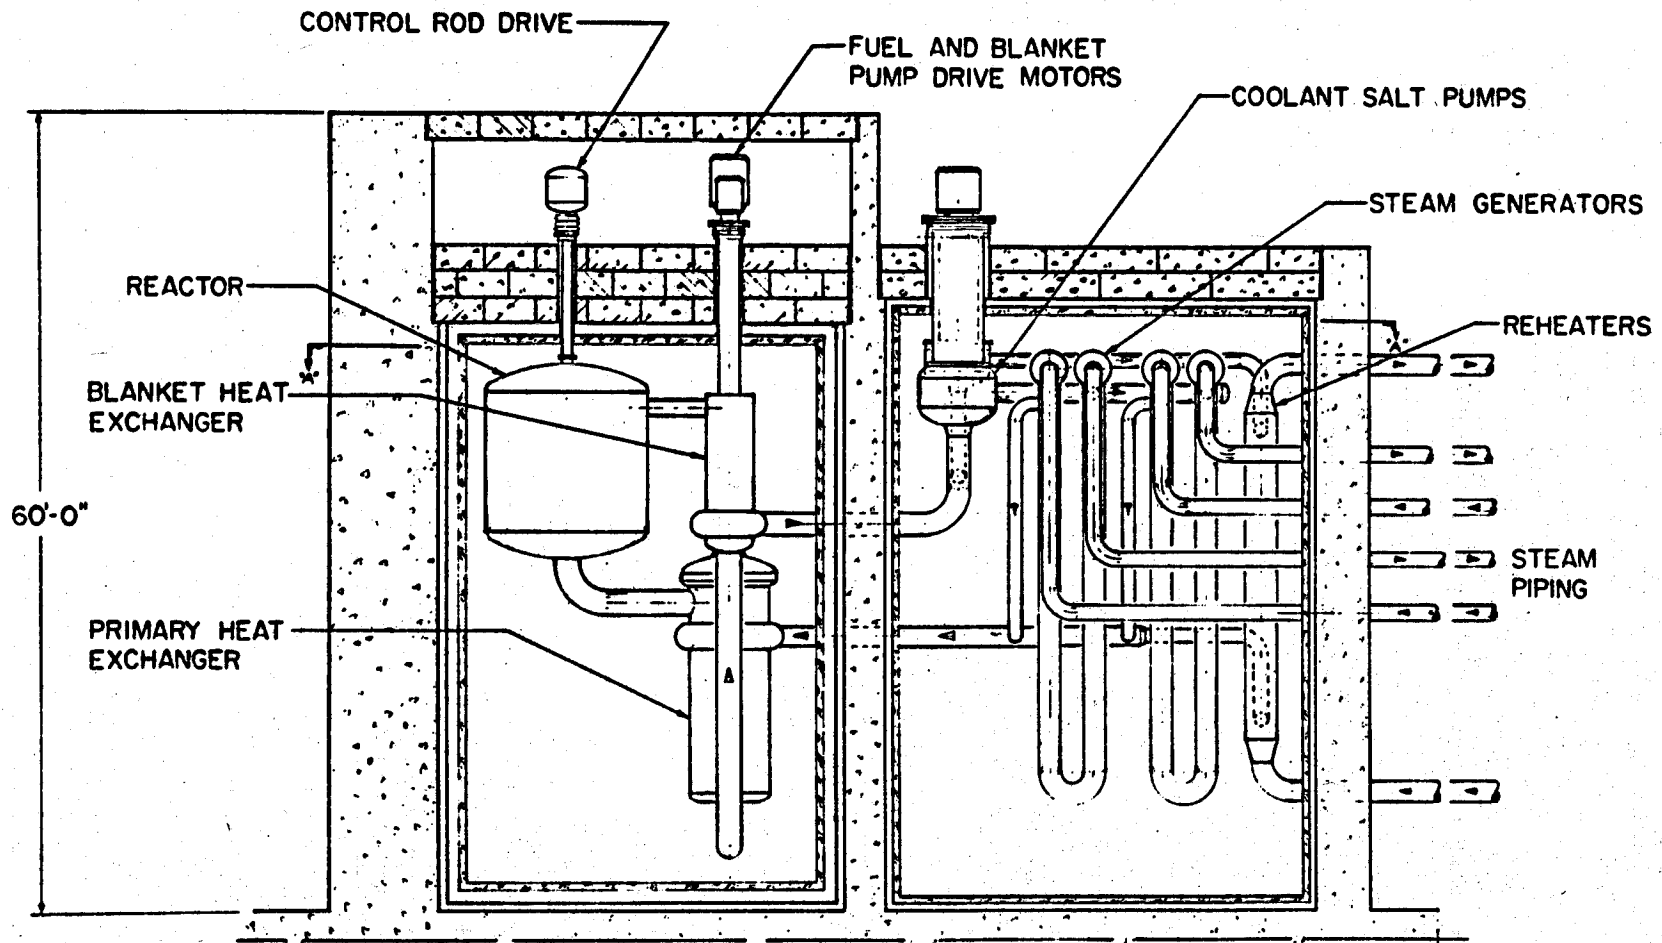 CONTROL ROD DRIVE
FUEL AND BLANKET
PUMP DRIVE MOTORS
COOLANT SALT PUMPS
STEAM GENERATORS
REACTOR
REHEATERS
"A"
"A"
BLANKET HEAT
EXCHANGER
60'-0"
STEAM
PIPING
PRIMARY HEAT
EXCHANGER